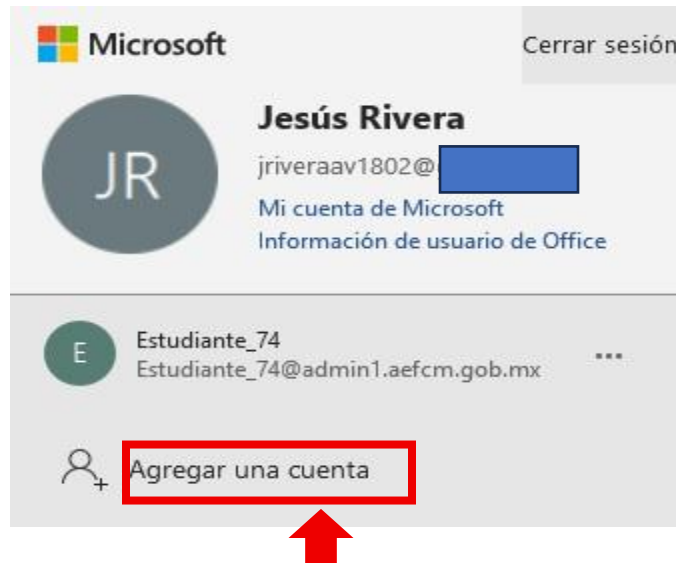 Microsoft
Cerrar sesión
Jesús Rivera
JR
jriveraav1802@
Mi cuenta de Microsoft
Información de usuario de Office
E
Estudiante_74
Estudiante_74@admin1.aefcm.gob.mx
...
Agregar una cuenta